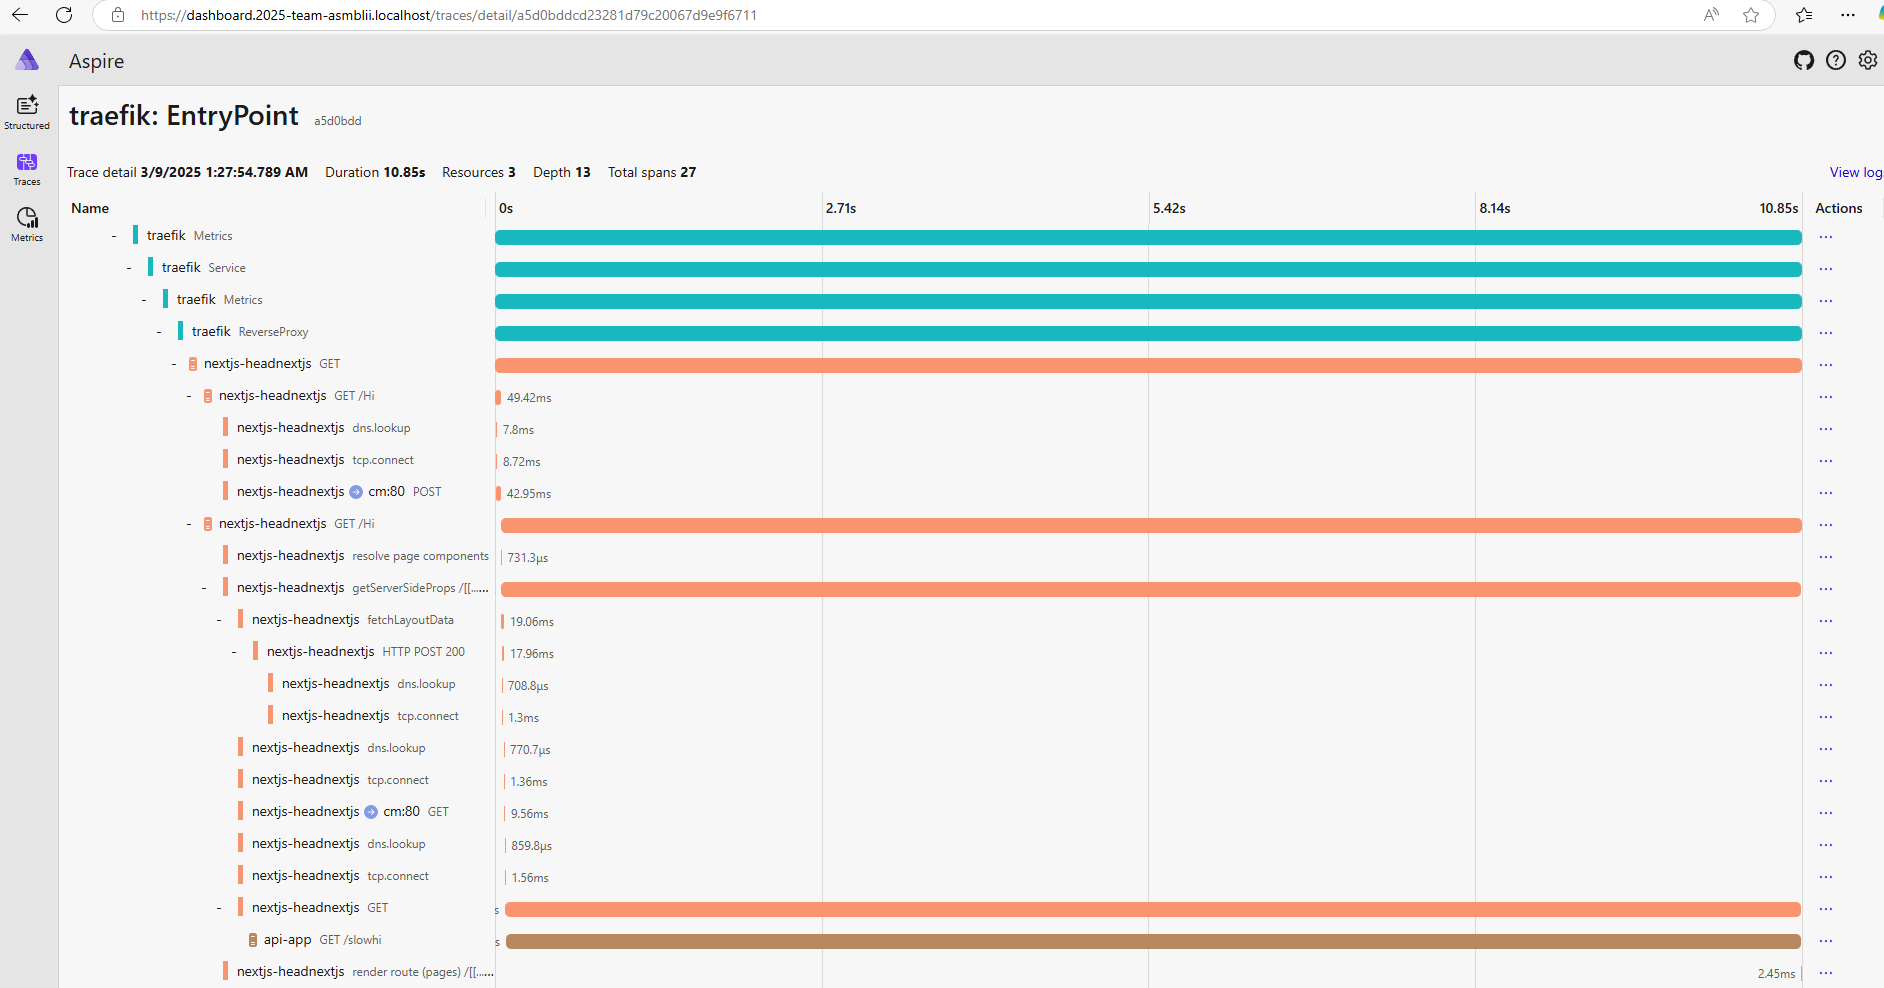 https://dashboard.2025-team-asmblii.localhost/traces/detail/a5d0bddcd23281d79c20067d9e9f6711
Aspire
Structured
Traces
Metrics
traefik: EntryPoint a5d0bdd
Trace detail 3/9/2025 1:27:54.789 AM Duration 10.85s Resources 3 Depth 13 Total spans 27 View log
Name 0s 2.71s 5.42s 8.14s 10.85s Actions
- traefik Metrics ...
- traefik Service ...
- traefik Metrics ...
- traefik ReverseProxy ...
- nextjs-headnextjs GET ...
- nextjs-headnextjs GET /Hi 49.42ms ...
nextjs-headnextjs dns.lookup 7.8ms ...
nextjs-headnextjs tcp.connect 8.72ms ...
nextjs-headnextjs cm:80 POST 42.95ms ...
- nextjs-headnextjs GET /Hi ...
nextjs-headnextjs resolve page components 731.3μs ...
- nextjs-headnextjs getServerSideProps /[[...... ...
- nextjs-headnextjs fetchLayoutData 19.06ms ...
- nextjs-headnextjs HTTP POST 200 17.96ms ...
nextjs-headnextjs dns.lookup 708.8μs ...
nextjs-headnextjs tcp.connect 1.3ms ...
nextjs-headnextjs dns.lookup 770.7μs ...
nextjs-headnextjs tcp.connect 1.36ms ...
nextjs-headnextjs cm:80 GET 9.56ms ...
nextjs-headnextjs dns.lookup 859.8μs ...
nextjs-headnextjs tcp.connect 1.56ms ...
- nextjs-headnextjs GET s ...
api-app GET /slowhi s ...
nextjs-headnextjs render route (pages) /[[...... 2.45ms ...